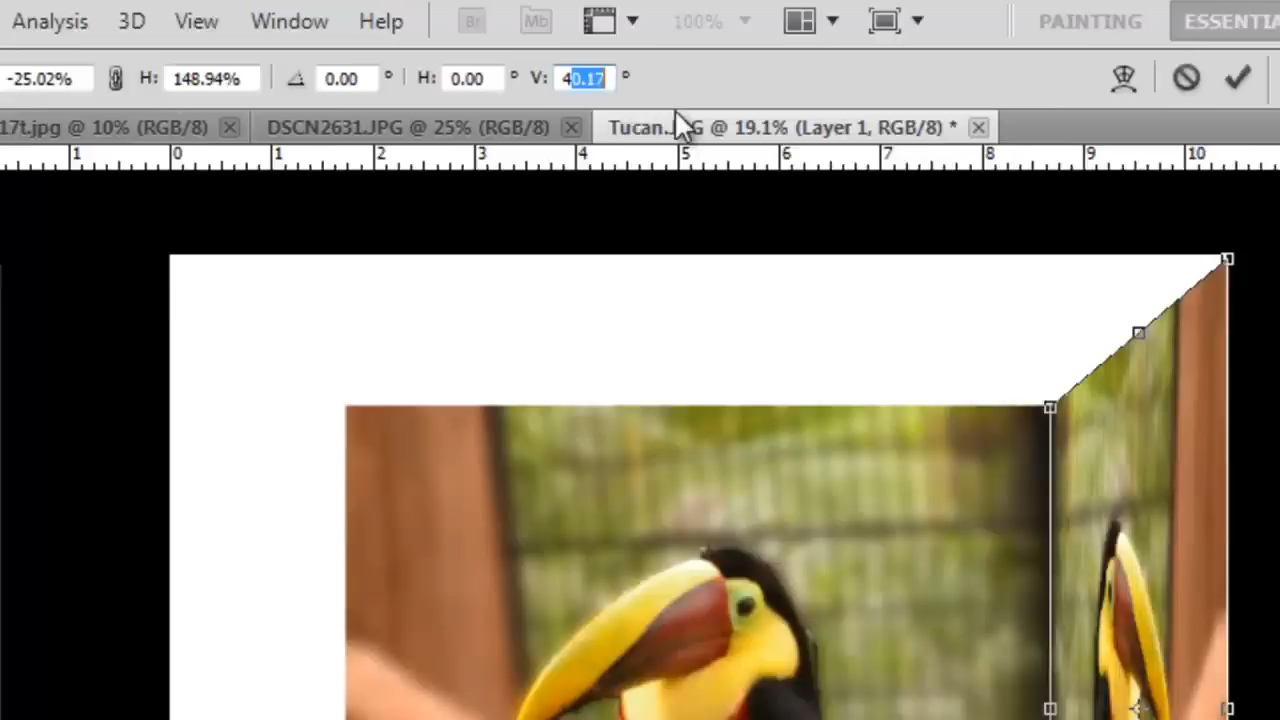 Analysis 3D View Window Help Br Mb 100% PAINTING ESSENTIA
-25.02% H: 148.94% 0.00 ° H: 0.00 ° V: 40.17 °
17t.jpg @ 10% (RGB/8) DSCN2631.JPG @ 25% (RGB/8) @ 19.1% (Layer 1, RGB/8) *
1 0 1 2 3 4 5 6 7 8 9 10